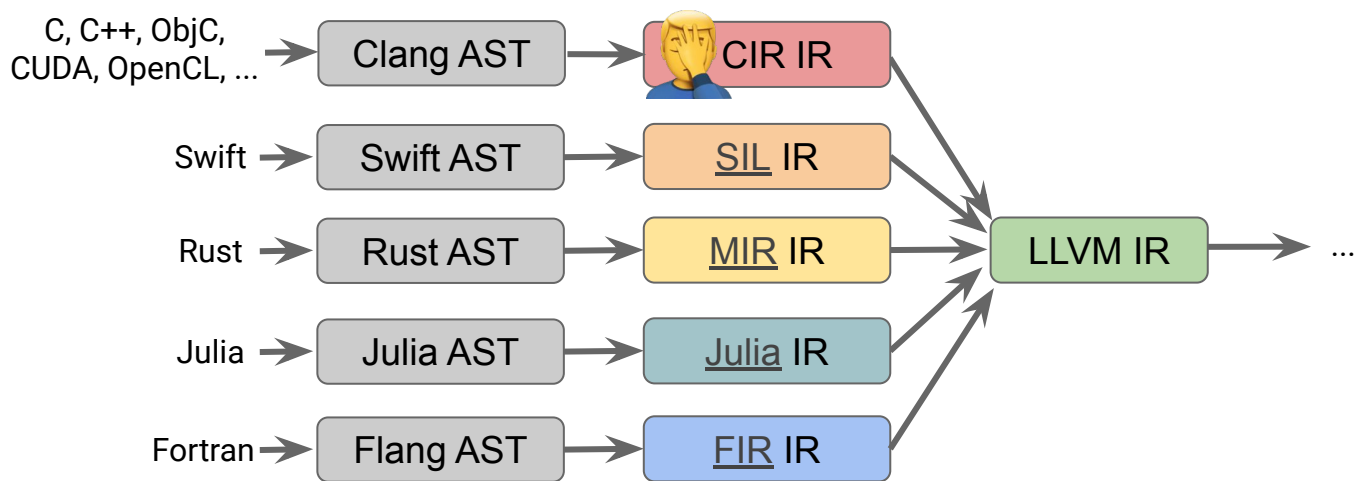 C, C++, ObjC,
CUDA, OpenCL, ...
Clang AST
CIR IR
Swift
Swift AST
SIL IR
Rust
Rust AST
MIR IR
LLVM IR
...
Julia
Julia AST
Julia IR
Fortran
Flang AST
FIR IR